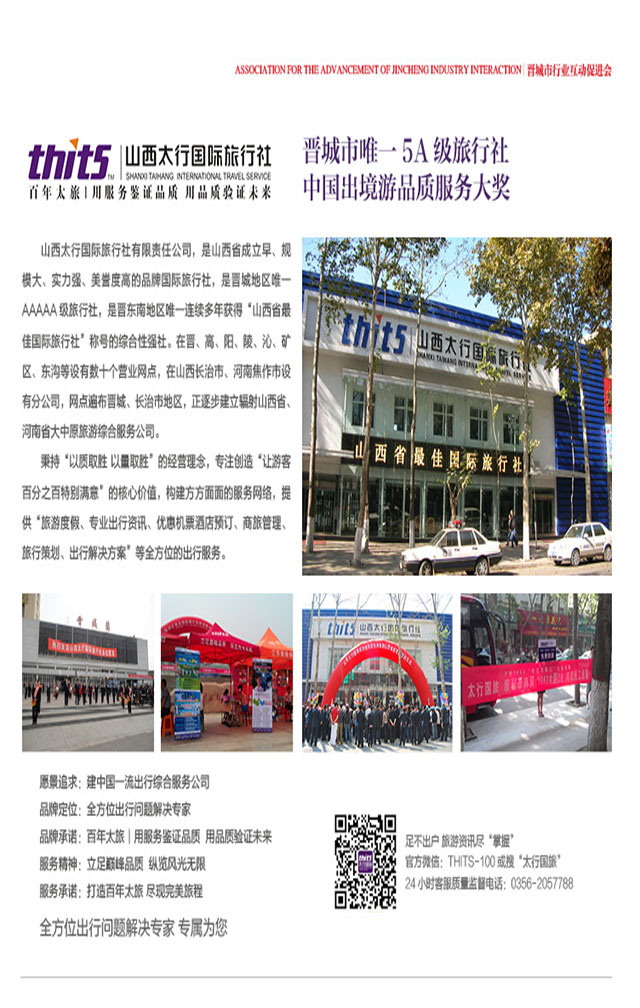 ASSOCIATION FOR THE ADVANCEMENT OF JINCHENG INDUSTRY INTERACTION | 晋城市行业互动促进会
thits TM 山西太行国际旅行社
SHANXI TAIHANG INTERNATIONAL TRAVEL SERVICE
百年太旅 | 用服务鉴证品质 用品质验证未来
晋城市唯一 5A 级旅行社
中国出境游品质服务大奖
山西太行国际旅行社有限责任公司，是山西省成立早、规
模大、实力强、美誉度高的品牌国际旅行社，是晋城地区唯一
AAAAA 级旅行社，是晋东南地区唯一连续多年获得“山西省最
佳国际旅行社”称号的综合性强社。在晋、高、阳、陵、沁、矿
区、东沟等设有数十个营业网点，在山西长治市、河南焦作市设
有分公司，网点遍布晋城、长治市地区，正逐步建立辐射山西省、
河南省大中原旅游综合服务公司。
秉持“以质取胜 以量取胜”的经营理念，专注创造“让游客
百分之百特别满意”的核心价值，构建方方面面的服务网络，提
供“旅游度假、专业出行资讯、优惠机票酒店预订、商旅管理、
旅行策划、出行解决方案”等全方位的出行服务。
thits 山西太行国际旅行社
SHANXI TAIHANG INTERNATIONAL TRAVEL SERVICE
山西省最佳国际旅行社
晋城站
thits 山西太行国际旅行社
太行国旅
愿景追求：建中国一流出行综合服务公司
品牌定位：全方位出行问题解决专家
品牌承诺：百年太旅 | 用服务鉴证品质 用品质验证未来
服务精神：立足巅峰品质 纵览风光无限
服务承诺：打造百年太旅 尽现完美旅程
全方位出行问题解决专家 专属为您
足不出户 旅游资讯尽“掌握”
官方微信：THITS-100 或搜“太行国旅”
24 小时客服质量监督电话：0356-2057788